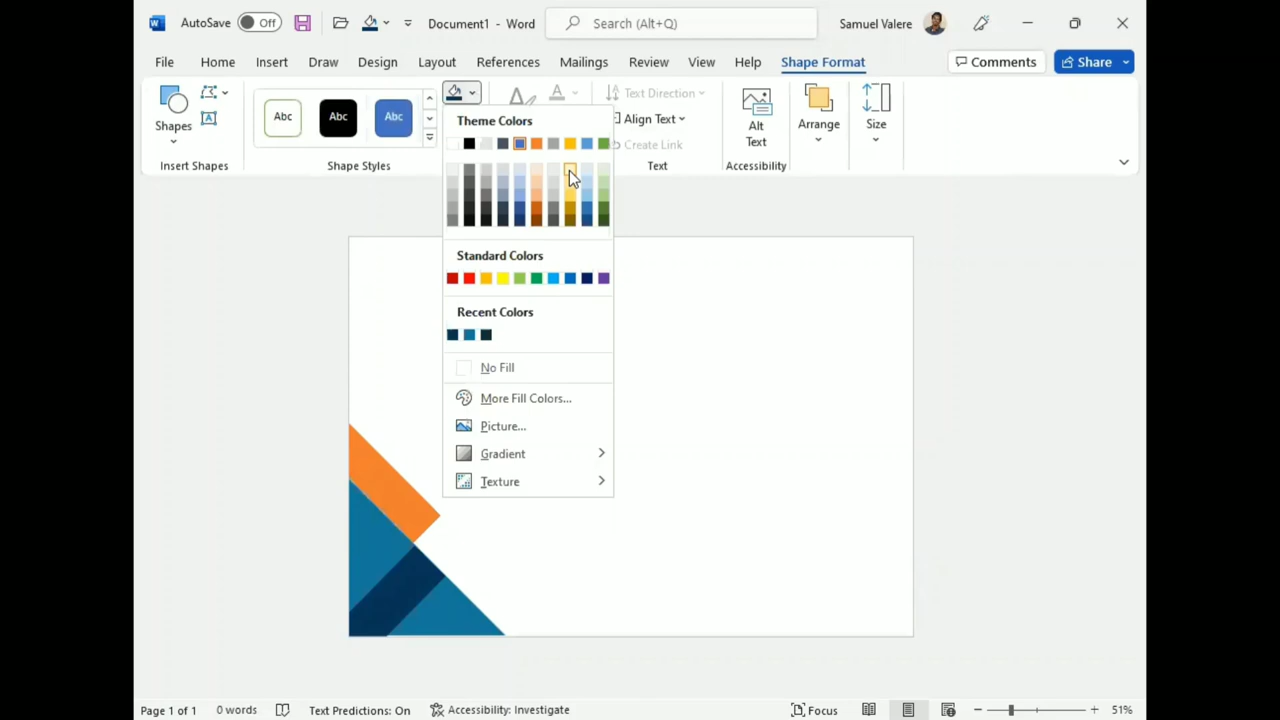 AutoSave Off Document1 - Word Search (Alt+Q) Samuel Valere
File Home Insert Draw Design Layout References Mailings Review View Help Shape Format Comments Share
Abc Abc Abc
Shapes
Insert Shapes
Shape Styles
Theme Colors
Standard Colors
Recent Colors
No Fill
More Fill Colors...
Picture...
Gradient
Texture
Text Direction
Align Text
Create Link
Text
Alt
Text
Accessibility
Arrange
Size
Page 1 of 1 0 words Text Predictions: On Accessibility: Investigate Focus 51%